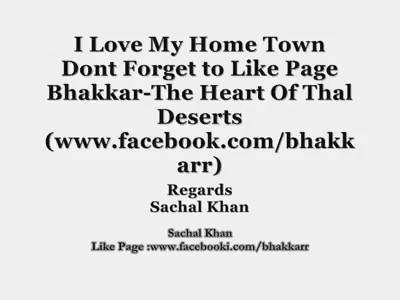 I Love My Home Town
Dont Forget to Like Page
Bhakkar-The Heart Of Thal
Deserts
(www.facebook.com/bhakk
arr)
Regards
Sachal Khan
Sachal Khan
Like Page :www.facebooki.com/bhakkarr